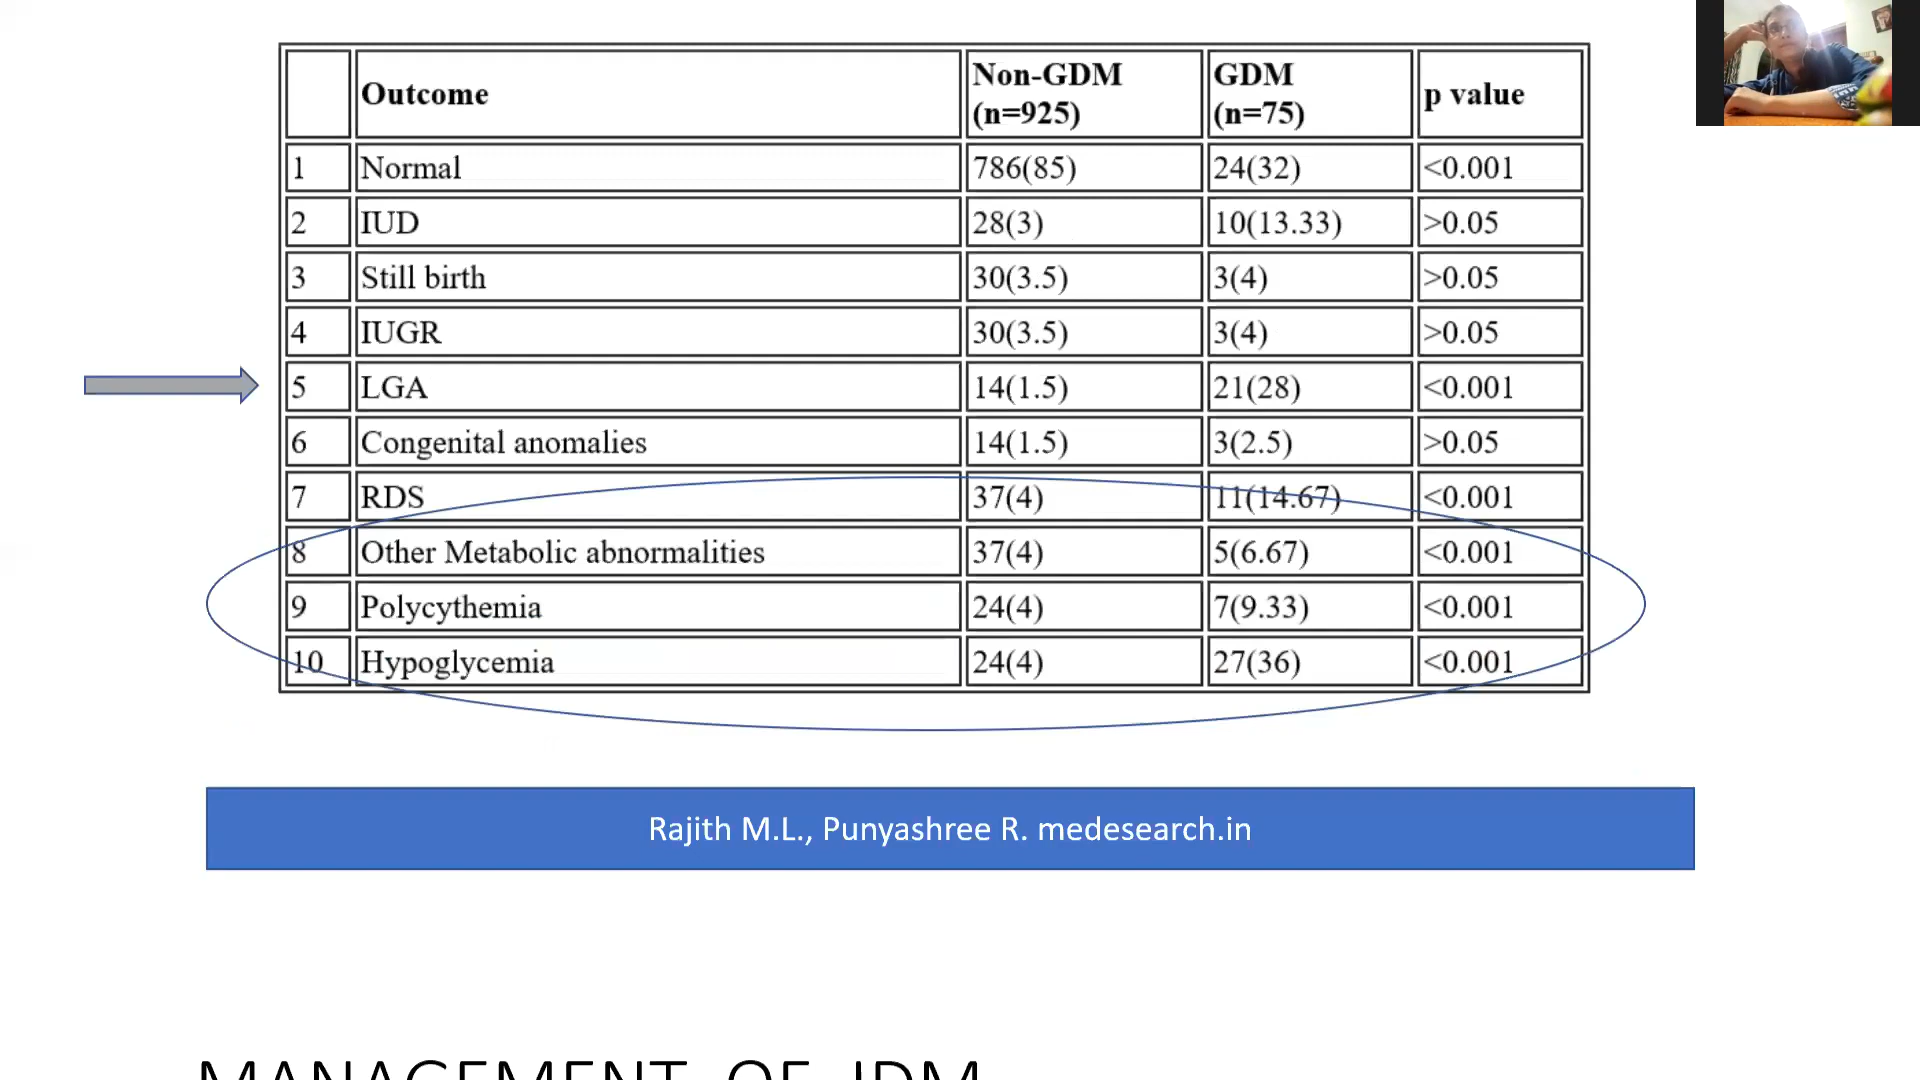 Outcome Non-GDM (n=925) GDM (n=75) p value
1 Normal 786(85) 24(32) <0.001
2 IUD 28(3) 10(13.33) >0.05
3 Still birth 30(3.5) 3(4) >0.05
4 IUGR 30(3.5) 3(4) >0.05
5 LGA 14(1.5) 21(28) <0.001
6 Congenital anomalies 14(1.5) 3(2.5) >0.05
7 RDS 37(4) 11(14.67) <0.001
8 Other Metabolic abnormalities 37(4) 5(6.67) <0.001
9 Polycythemia 24(4) 7(9.33) <0.001
10 Hypoglycemia 24(4) 27(36) <0.001
Rajith M.L., Punyashree R. medesearch.in
MANAGEMENT OF IDM